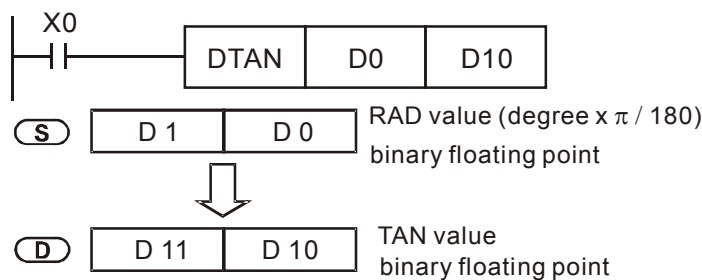 X0
DTAN D0 D10
S D 1 D 0 RAD value (degree x π / 180)
binary floating point
D D 11 D 10 TAN value
binary floating point